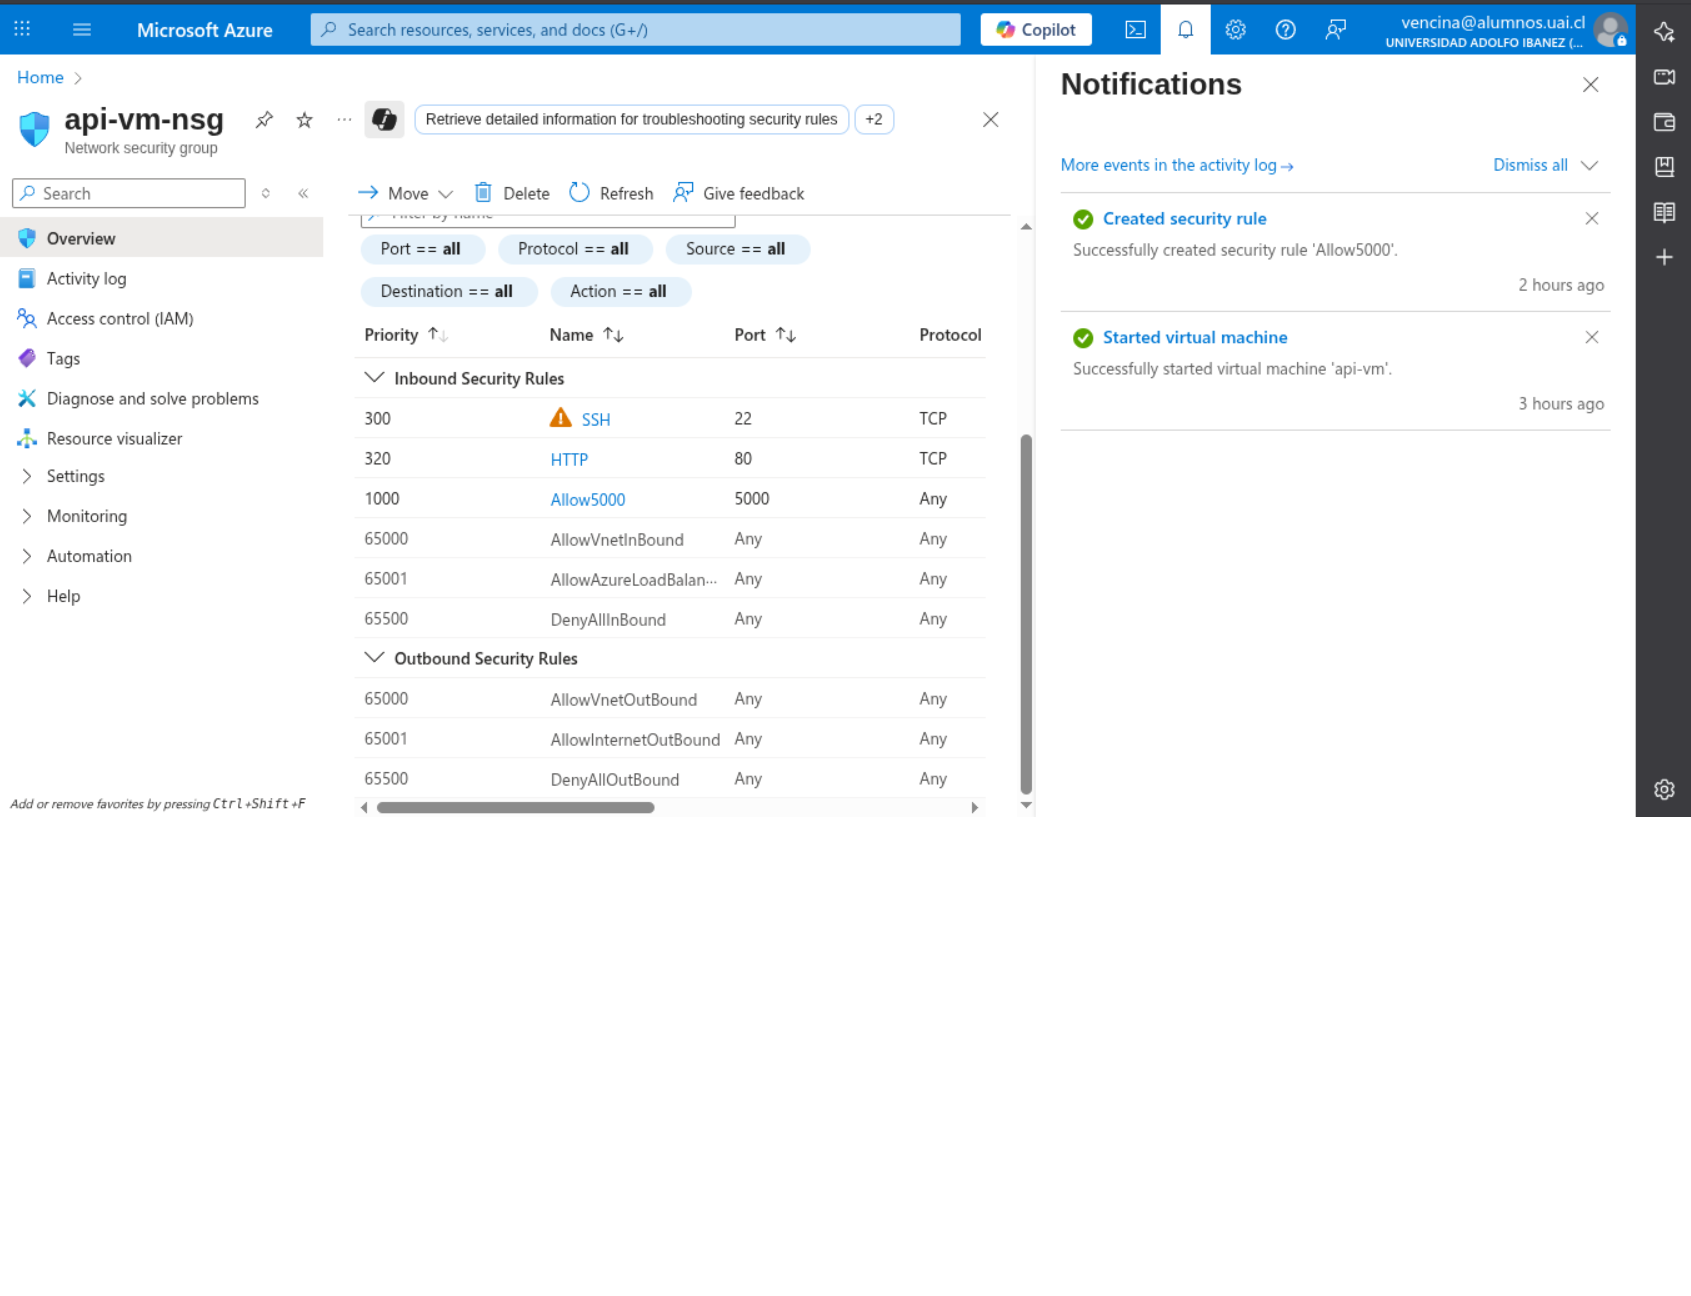 Microsoft Azure
Search resources, services, and docs (G+/)
Copilot
vencina@alumnos.uai.cl
UNIVERSIDAD ADOLFO IBANEZ (...
Home
api-vm-nsg
Network security group
Retrieve detailed information for troubleshooting security rules
+2
Search
Move
Delete
Refresh
Give feedback
Overview
Activity log
Access control (IAM)
Tags
Diagnose and solve problems
Resource visualizer
Settings
Monitoring
Automation
Help
Add or remove favorites by pressing Ctrl+Shift+F
Filter by name
Port == all
Protocol == all
Source == all
Destination == all
Action == all
Priority Name Port Protocol
Inbound Security Rules
300 SSH 22 TCP
320 HTTP 80 TCP
1000 Allow5000 5000 Any
65000 AllowVnetInBound Any Any
65001 AllowAzureLoadBalan... Any Any
65500 DenyAllInBound Any Any
Outbound Security Rules
65000 AllowVnetOutBound Any Any
65001 AllowInternetOutBound Any Any
65500 DenyAllOutBound Any Any
Notifications
More events in the activity log →
Dismiss all
Created security rule
Successfully created security rule 'Allow5000'.
2 hours ago
Started virtual machine
Successfully started virtual machine 'api-vm'.
3 hours ago